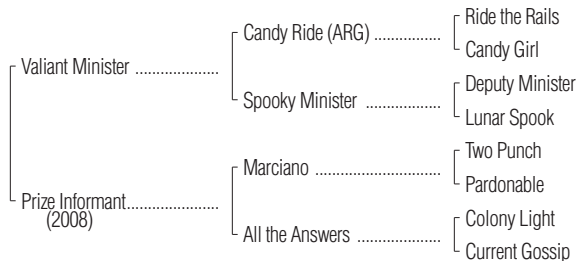 Ride the Rails
Candy Ride (ARG) ................
Candy Girl
Valiant Minister ....................
Deputy Minister
Spooky Minister ..................
Lunar Spook
Two Punch
Marciano ..............................
Pardonable
Prize Informant......................
(2008)
Colony Light
All the Answers ....................
Current Gossip